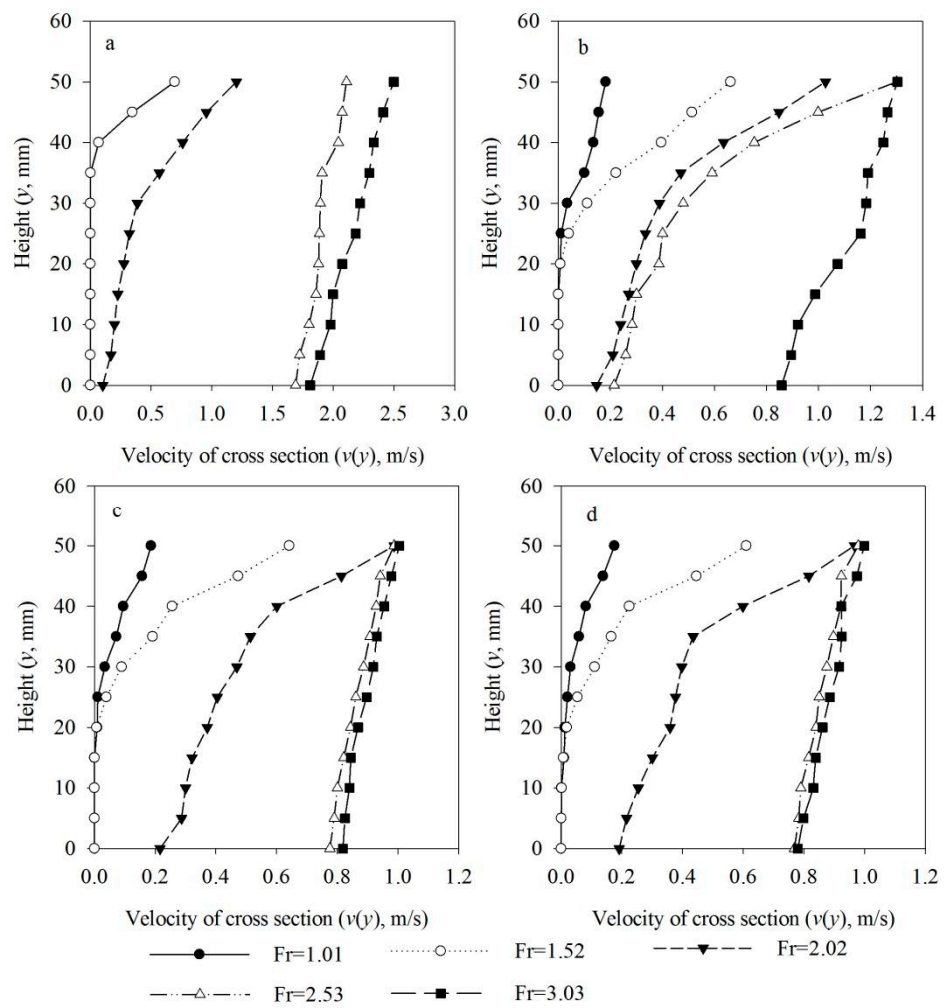 60
a
50
40
30
20
10
0
Height (y, mm)
0.0 0.5 1.0 1.5 2.0 2.5 3.0
Velocity of cross section (v(y), m/s)
60
b
50
40
30
20
10
0
Height (y, mm)
0.0 0.2 0.4 0.6 0.8 1.0 1.2 1.4
Velocity of cross section (v(y), m/s)
60
c
50
40
30
20
10
0
Height (y, mm)
0.0 0.2 0.4 0.6 0.8 1.0 1.2
Velocity of cross section (v(y), m/s)
60
d
50
40
30
20
10
0
Height (y, mm)
0.0 0.2 0.4 0.6 0.8 1.0 1.2
Velocity of cross section (v(y), m/s)
Fr=1.01 Fr=1.52 Fr=2.02
Fr=2.53 Fr=3.03